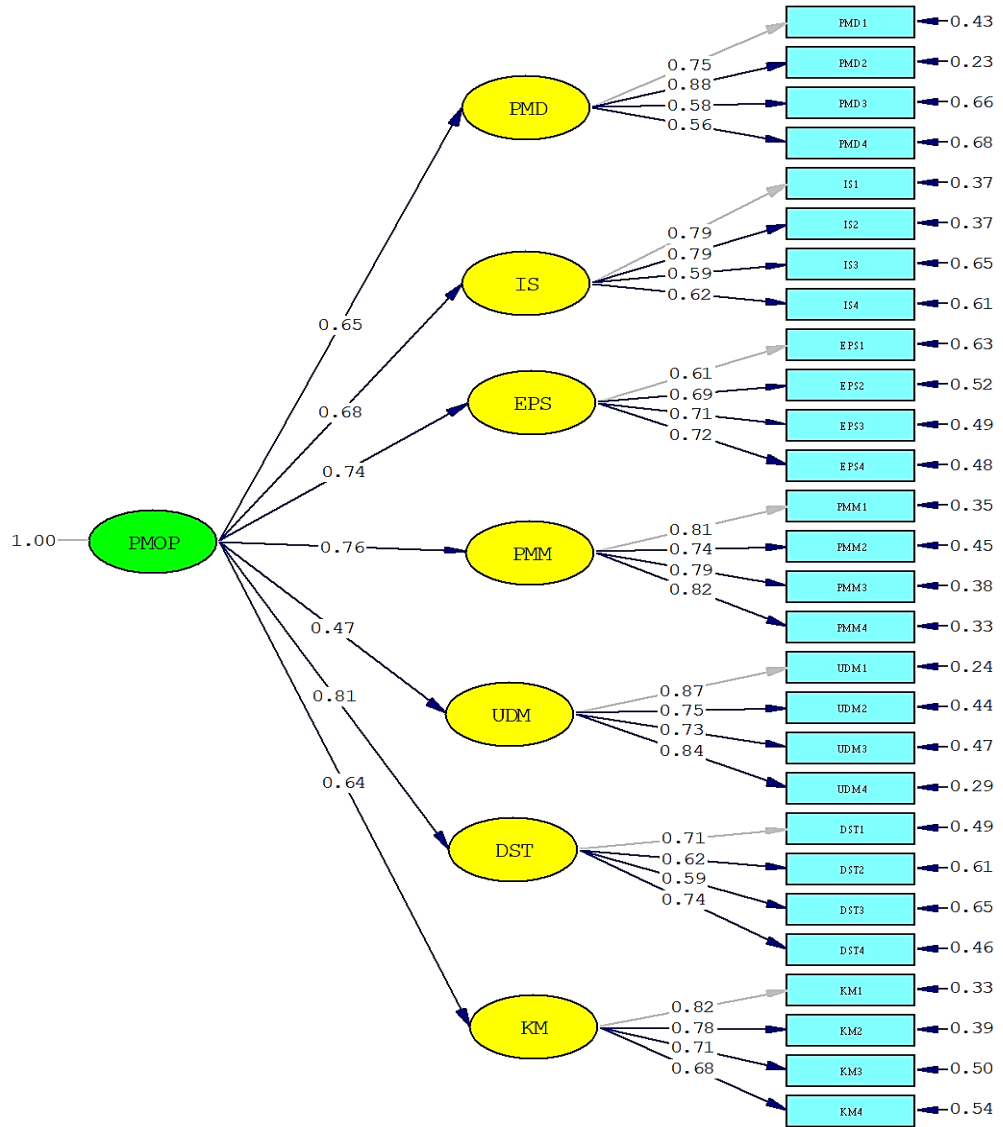 PMD1 0.43
0.75
PMD2 0.23
0.88
PMD PMD3 0.66
0.58
0.56
PMD4 0.68
IS1 0.37
IS2 0.37
0.79
0.79
IS IS3 0.65
0.59
0.62
IS4 0.61
0.65
EPS1 0.63
0.61
EPS2 0.52
0.69
EPS
0.68
0.71
EPS3 0.49
0.72
EPS4 0.48
0.74
PMM1 0.35
0.81
1.00 PMOP
0.76
PMM
0.74
PMM2 0.45
0.79
PMM3 0.38
0.82
PMM4 0.33
0.47
UDM1 0.24
0.87
0.81
UDM
0.75
UDM2 0.44
0.73
UDM3 0.47
0.84
0.64
UDM4 0.29
DST1 0.49
0.71
DST
0.62
DST2 0.61
0.59
0.74
DST3 0.65
DST4 0.46
KM1 0.33
0.82
KM
0.78
KM2 0.39
0.71
0.68
KM3 0.50
KM4 0.54